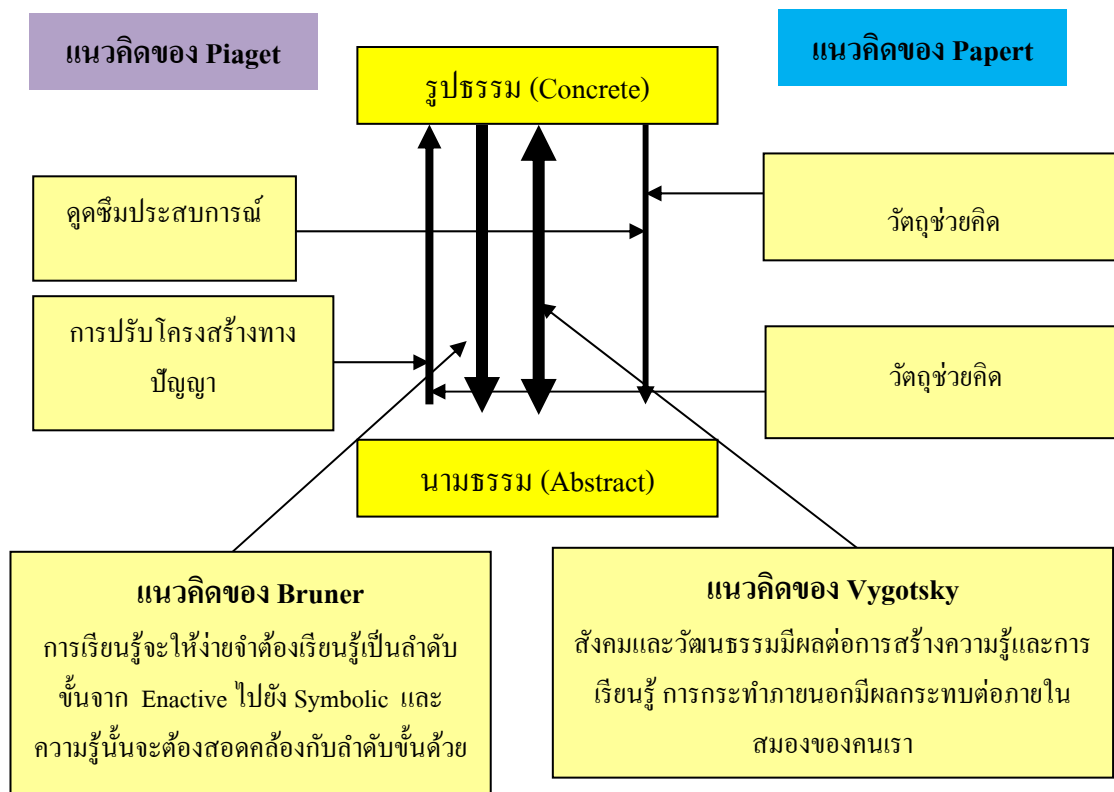 แนวคิดของ Piaget
แนวคิดของ Papert
รูปธรรม (Concrete)
ดูดซึมประสบการณ์
วัตถุช่วยคิด
การปรับโครงสร้างทาง
ปัญญา
วัตถุช่วยคิด
นามธรรม (Abstract)
แนวคิดของ Bruner
การเรียนรู้จะให้ง่ายจำต้องเรียนรู้เป็นลำดับ
ขั้นจาก Enactive ไปยัง Symbolic และ
ความรู้นั้นจะต้องสอดคล้องกับลำดับขั้นด้วย
แนวคิดของ Vygotsky
สังคมและวัฒนธรรมมีผลต่อการสร้างความรู้และการ
เรียนรู้ การกระทำภายนอกมีผลกระทบต่อภายใน
สมองของคนเรา